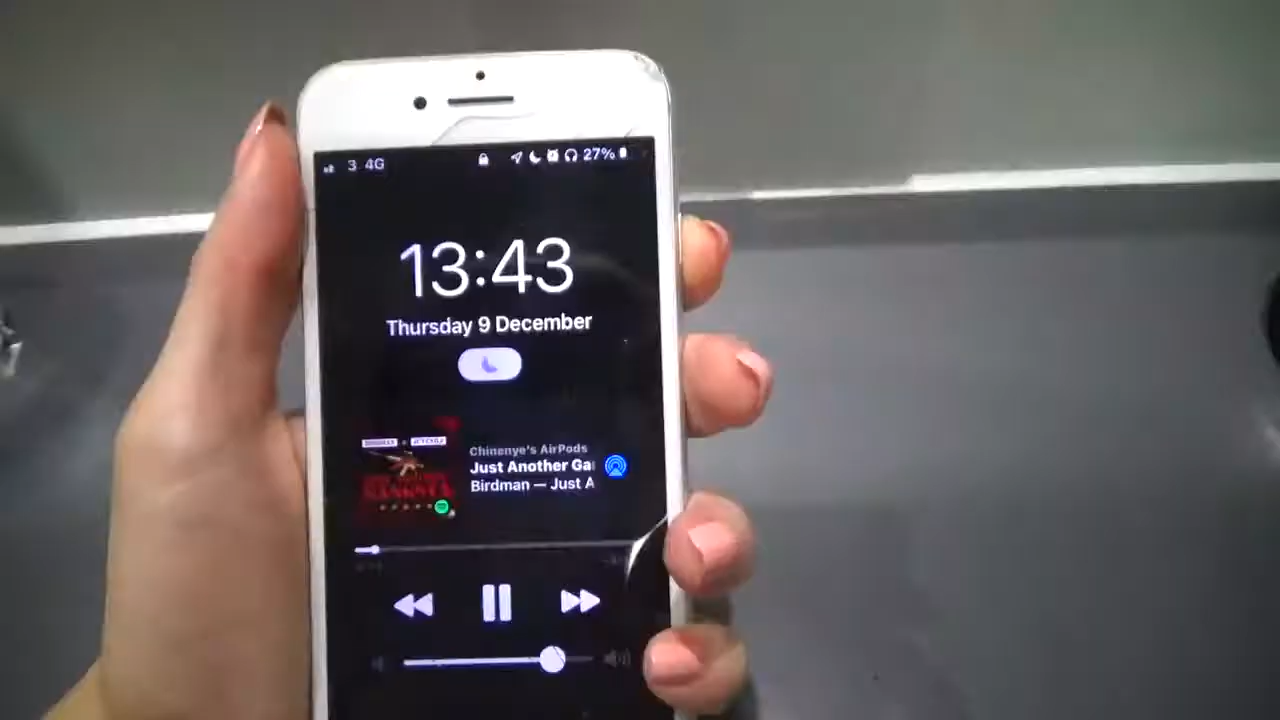 3 4G 27%
13:43
Thursday 9 December
Chinenye's AirPods
Just Another Ga
Birdman — Just A